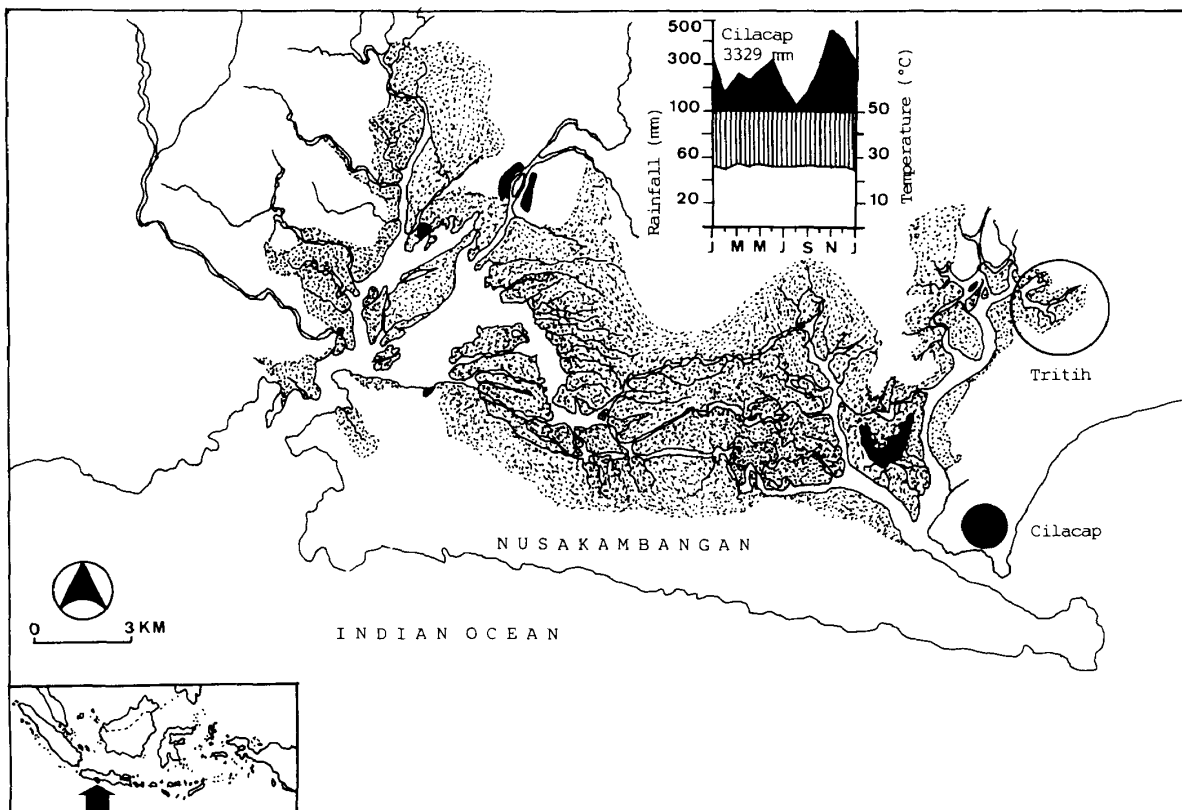 500
300
100
60
20
Rainfall (mm)
Cilacap
3329 mm
50
30
10
Temperature (°C)
J M M J S N J
Tritih
Cilacap
NUSAKAMBANGAN
0 3 KM
INDIAN OCEAN